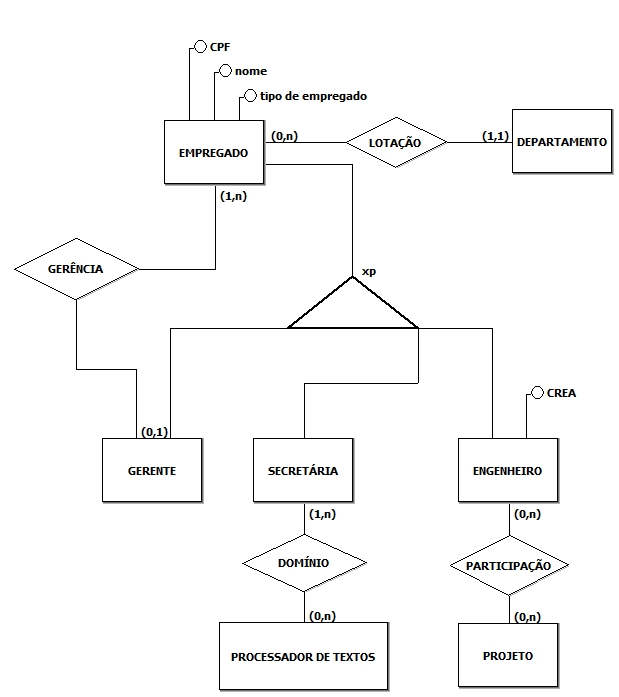 CPF
nome
tipo de empregado
EMPREGADO
(0,n)
LOTAÇÃO
(1,1)
DEPARTAMENTO
(1,n)
GERÊNCIA
xp
CREA
(0,1)
GERENTE
SECRETÁRIA
ENGENHEIRO
(1,n)
(0,n)
DOMÍNIO
PARTICIPAÇÃO
(0,n)
(0,n)
PROCESSADOR DE TEXTOS
PROJETO